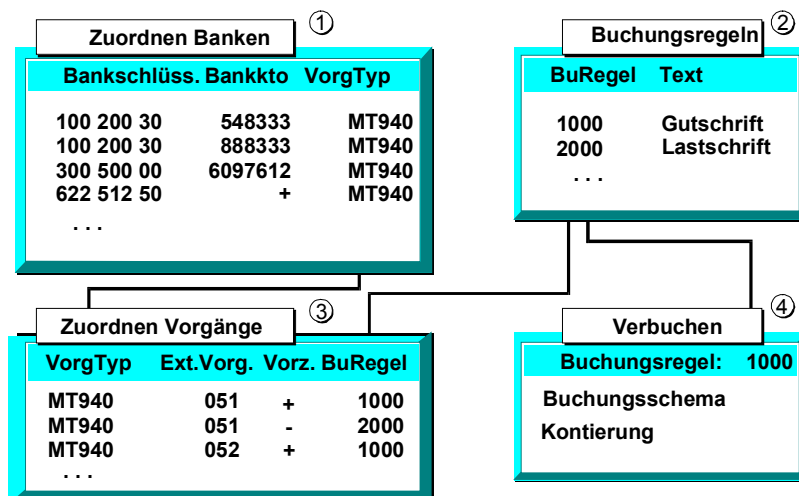 Zuordnen Banken
1
Bankschlüss. Bankkto VorgTyp
100 200 30 548333 MT940
100 200 30 888333 MT940
300 500 00 6097612 MT940
622 512 50 + MT940
. . .
Buchungsregeln
2
BuRegel Text
1000 Gutschrift
2000 Lastschrift
. . .
Zuordnen Vorgänge
3
VorgTyp Ext.Vorg. Vorz. BuRegel
MT940 051 + 1000
MT940 051 - 2000
MT940 052 + 1000
. . .
Verbuchen
4
Buchungsregel: 1000
Buchungsschema
Kontierung